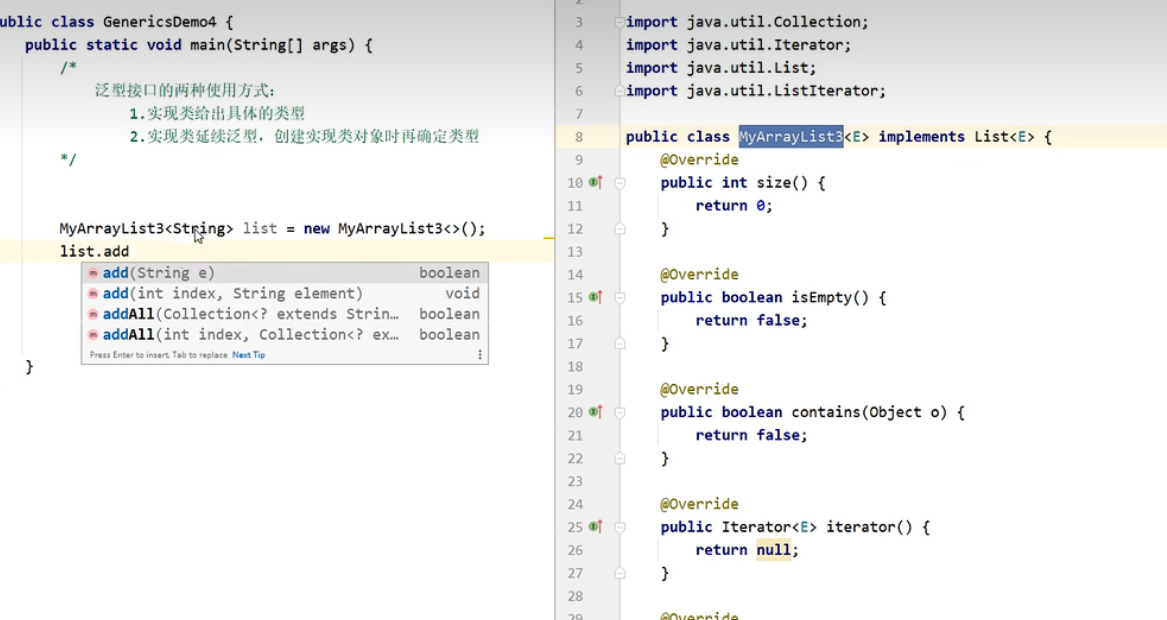 ublic class GenericsDemo4 {
public static void main(String[] args) {
/*
泛型接口的两种使用方式:
1.实现类给出具体的类型
2.实现类延续泛型，创建实现类对象时再确定类型
*/
MyArrayList3<String> list = new MyArrayList3<>();
list.add
add(String e) boolean
add(int index, String element) void
addAll(Collection<? extends Strin… boolean
addAll(int index, Collection<? ex… boolean
Press Enter to insert, Tab to replace Next Tip
}
3 import java.util.Collection;
4 import java.util.Iterator;
5 import java.util.List;
6 import java.util.ListIterator;
7
8 public class MyArrayList3<E> implements List<E> {
9 @Override
10 public int size() {
11 return 0;
12 }
13
14 @Override
15 public boolean isEmpty() {
16 return false;
17 }
18
19 @Override
20 public boolean contains(Object o) {
21 return false;
22 }
23
24 @Override
25 public Iterator<E> iterator() {
26 return null;
27 }
28
29 @Override